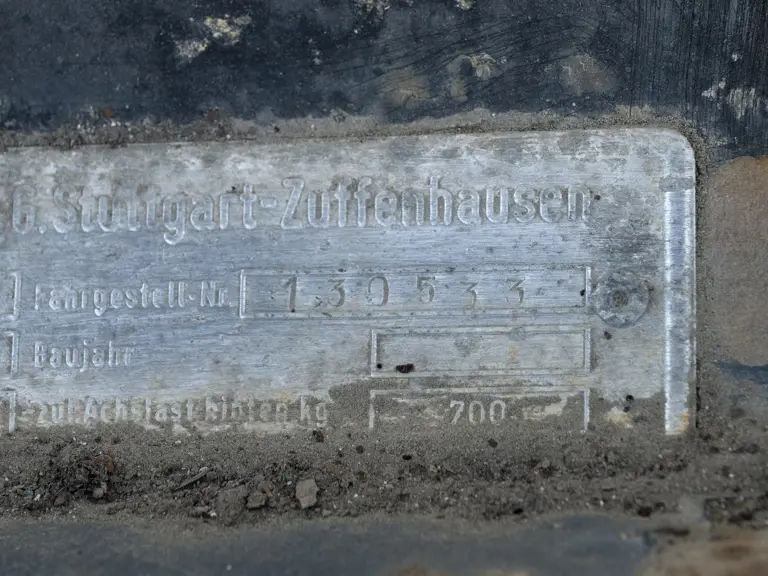 G. Stuttgart-Zuffenhausen
Fahrgestell-Nr. 130533
Baujahr
zul. Achslast hinten kg 700